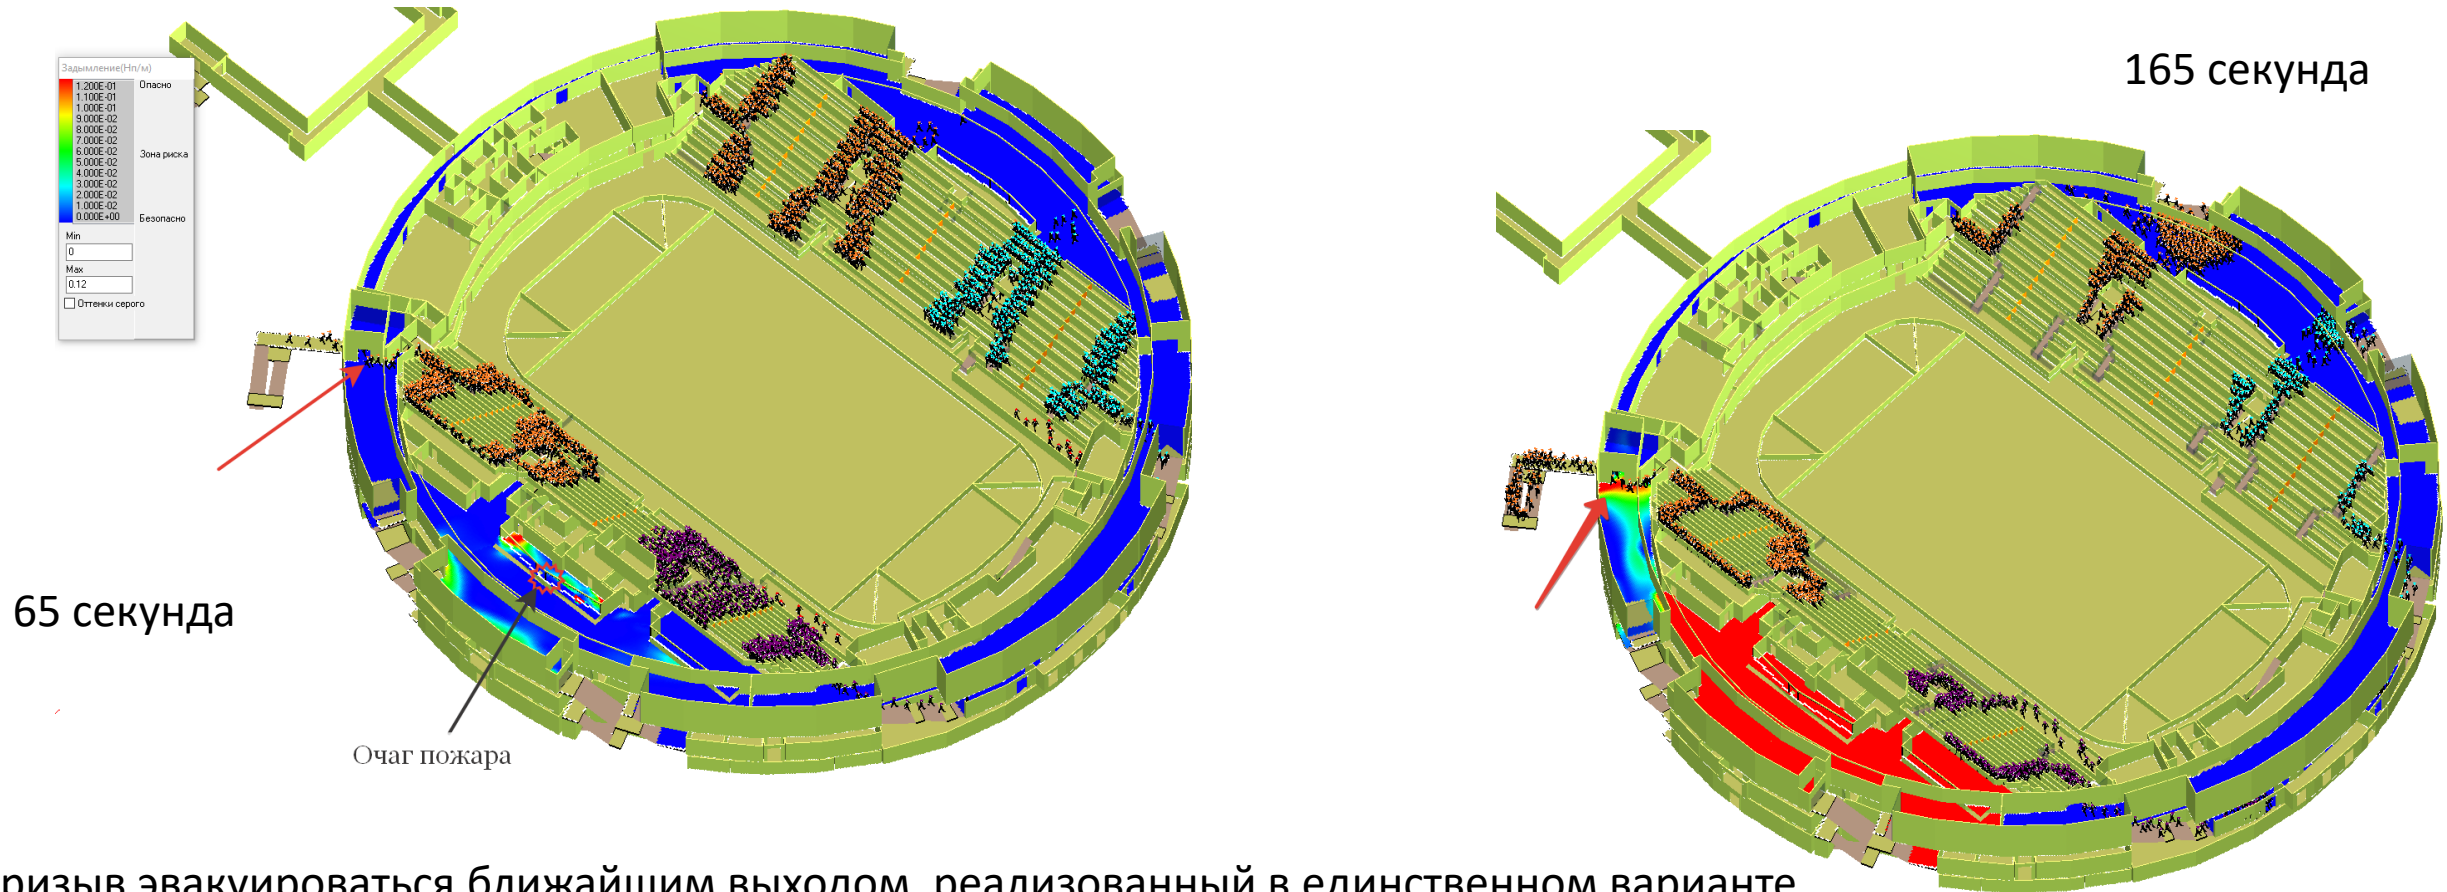 165 секунда
Задымление(Нп/м)
1.200E-01
Опасно
1.100E-01
1.000E-01
9.000E-02
8.000E-02
7.000E-02
6.000E-02
Зона риска
5.000E-02
4.000E-02
3.000E-02
2.000E-02
1.000E-02
0.000E+00
Безопасно
Min
0
Max
0.12
Оттенки серого
65 секунда
Очаг пожара
ризыв эвакуироваться ближайшим выходом, реализованный в единственном варианте